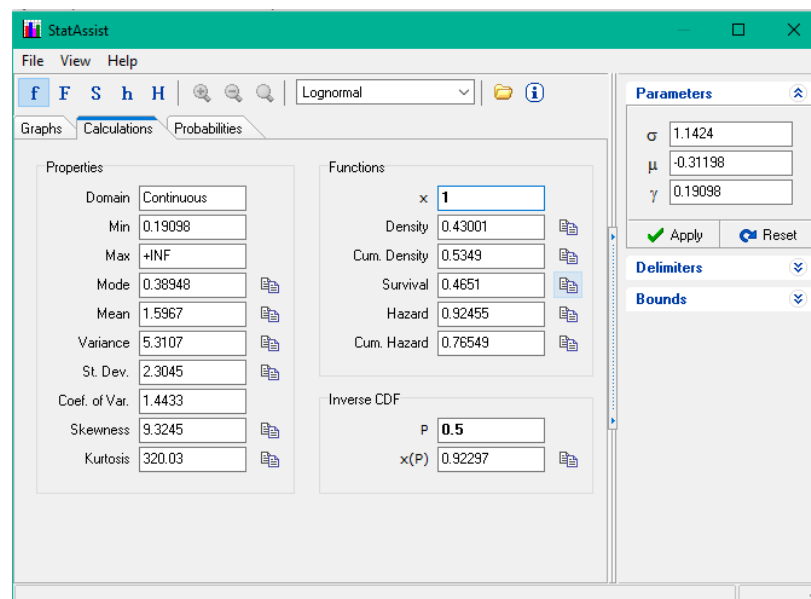 StatAssist
File View Help
f F S h H Lognormal
Graphs Calculations Probabilities
Properties
Domain Continuous
Min 0.19098
Max +INF
Mode 0.38948
Mean 1.5967
Variance 5.3107
St. Dev. 2.3045
Coef. of Var. 1.4433
Skewness 9.3245
Kurtosis 320.03
Functions
x 1
Density 0.43001
Cum. Density 0.5349
Survival 0.4651
Hazard 0.92455
Cum. Hazard 0.76549
Inverse CDF
P 0.5
x(P) 0.92297
Parameters
σ 1.1424
μ -0.31198
γ 0.19098
Apply Reset
Delimiters
Bounds